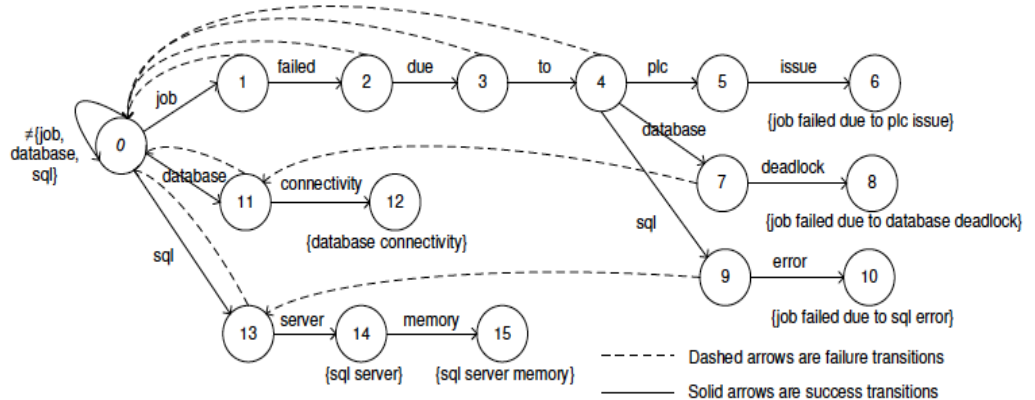 failed
due
to
plc
issue
1
2
3
4
5
6
job
{job failed due to plc issue}
≠{job,
database,
sql}
0
database
deadlock
database
connectivity
7
8
11
12
{job failed due to database deadlock}
{database connectivity}
sql
sql
error
9
10
{job failed due to sql error}
server
memory
13
14
15
{sql server}
{sql server memory}
Dashed arrows are failure transitions
Solid arrows are success transitions